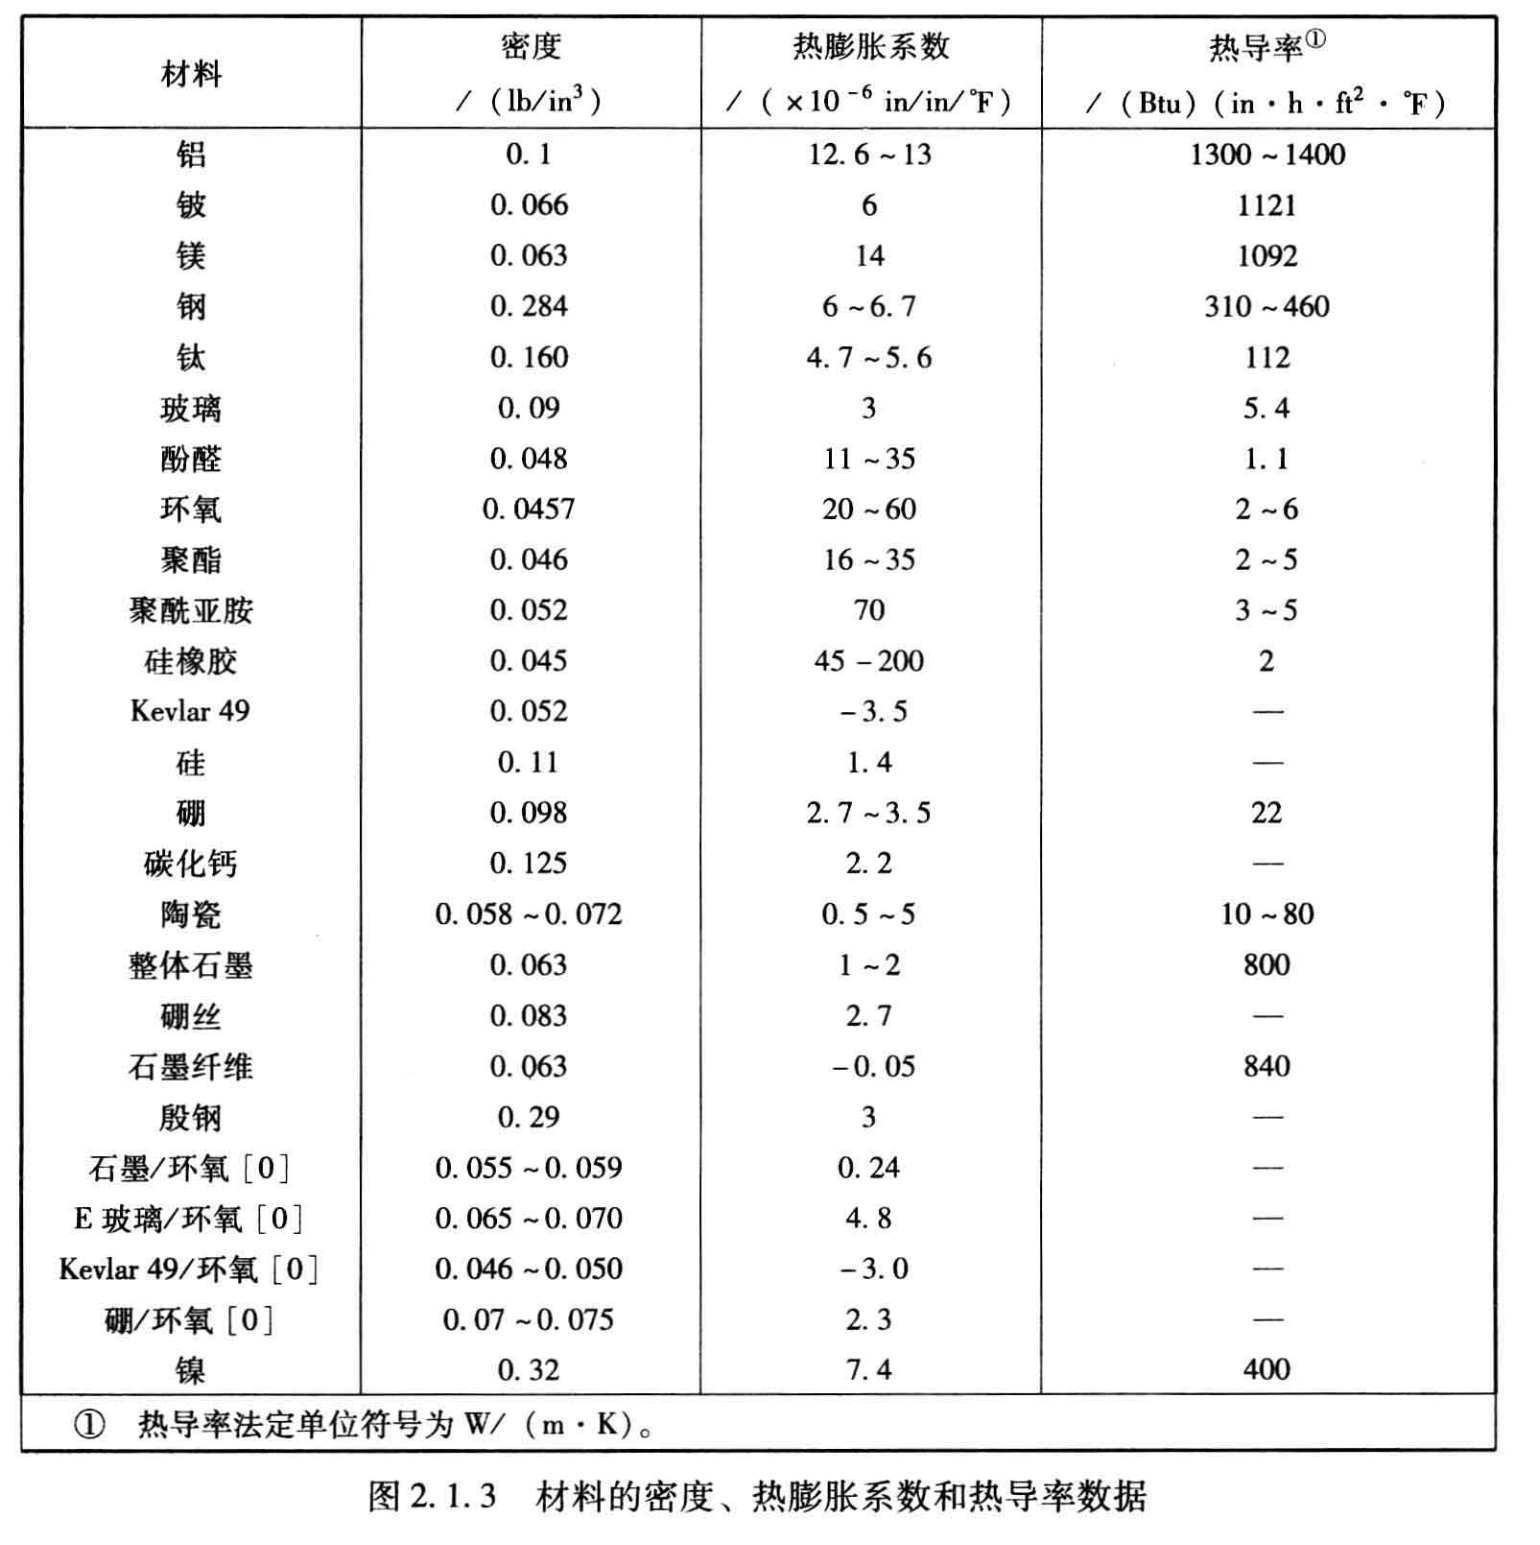 材料 密度 /(lb/in³) 热膨胀系数 /(×10⁻⁶ in/in/℉) 热导率① /(Btu)(in·h·ft²·℉)
铝 0.1 12.6~13 1300~1400
铍 0.066 6 1121
镁 0.063 14 1092
钢 0.284 6~6.7 310~460
钛 0.160 4.7~5.6 112
玻璃 0.09 3 5.4
酚醛 0.048 11~35 1.1
环氧 0.0457 20~60 2~6
聚酯 0.046 16~35 2~5
聚酰亚胺 0.052 70 3~5
硅橡胶 0.045 45-200 2
Kevlar 49 0.052 -3.5 —
硅 0.11 1.4 —
硼 0.098 2.7~3.5 22
碳化钙 0.125 2.2 —
陶瓷 0.058~0.072 0.5~5 10~80
整体石墨 0.063 1~2 800
硼丝 0.083 2.7 —
石墨纤维 0.063 -0.05 840
殷钢 0.29 3 —
石墨/环氧[0] 0.055~0.059 0.24 —
E玻璃/环氧[0] 0.065~0.070 4.8 —
Kevlar 49/环氧[0] 0.046~0.050 -3.0 —
硼/环氧[0] 0.07~0.075 2.3 —
镍 0.32 7.4 400
① 热导率法定单位符号为 W/(m·K)。
图2.1.3 材料的密度、热膨胀系数和热导率数据